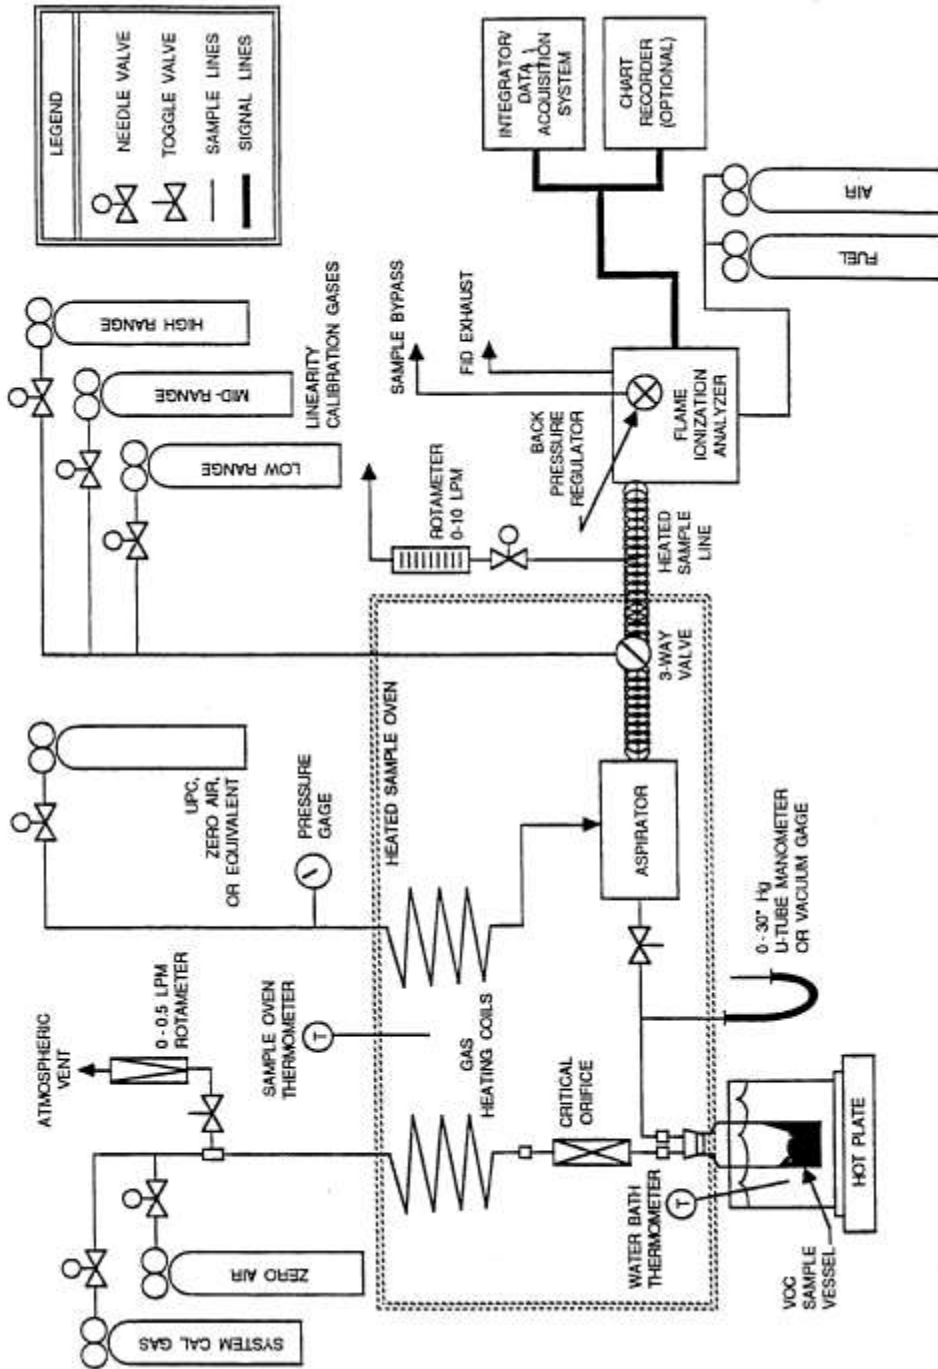 LEGEND
NEEDLE VALVE
TOGGLE VALVE
SAMPLE LINES
SIGNAL LINES
SYSTEM CAL GAS
ZERO AIR
ATMOSPHERIC
VENT
0 - 0.5 LPM
ROTAMETER
SAMPLE OVEN
THERMOMETER
T
UPC,
ZERO AIR,
OR EQUIVALENT
PRESSURE
GAGE
HIGH RANGE
MID- RANGE
LOW RANGE
LINEARITY
CALIBRATION GASES
HEATED SAMPLE OVEN
GAS
HEATING COILS
CRITICAL
ORIFICE
ASPIRATOR
3-WAY
VALVE
ROTAMETER
0-10 LPM
HEATED
SAMPLE
LINE
BACK
PRESSURE
REGULATOR
SAMPLE BYPASS
FID EXHAUST
FLAME
IONIZATION
ANALYZER
INTEGRATOR/
DATA
ACQUISITION
SYSTEM
CHART
RECORDER
(OPTIONAL)
FUEL
AIR
WATER BATH
THERMOMETER
T
VOC
SAMPLE
VESSEL
HOT PLATE
0 - 30" Hg
U-TUBE MANOMETER
OR VACUUM GAGE